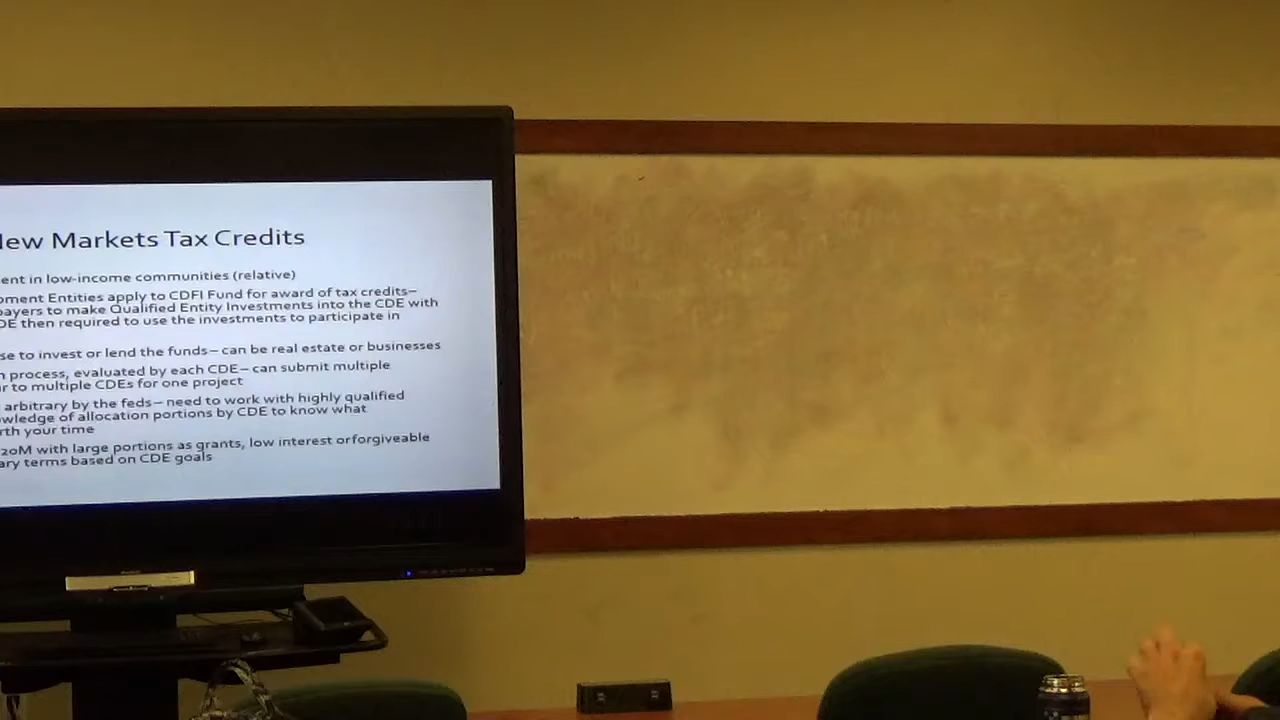 New Markets Tax Credits
ent in low-income communities (relative)
pment Entities apply to CDFI Fund for award of tax credits–
payers to make Qualified Entity Investments into the CDE with
DE then required to use the investments to participate in
se to invest or lend the funds – can be real estate or businesses
n process, evaluated by each CDE – can submit multiple
ur to multiple CDEs for one project
arbitrary by the feds – need to work with highly qualified
wledge of allocation portions by CDE to know what
rth your time
20M with large portions as grants, low interest orforgiveable
ary terms based on CDE goals